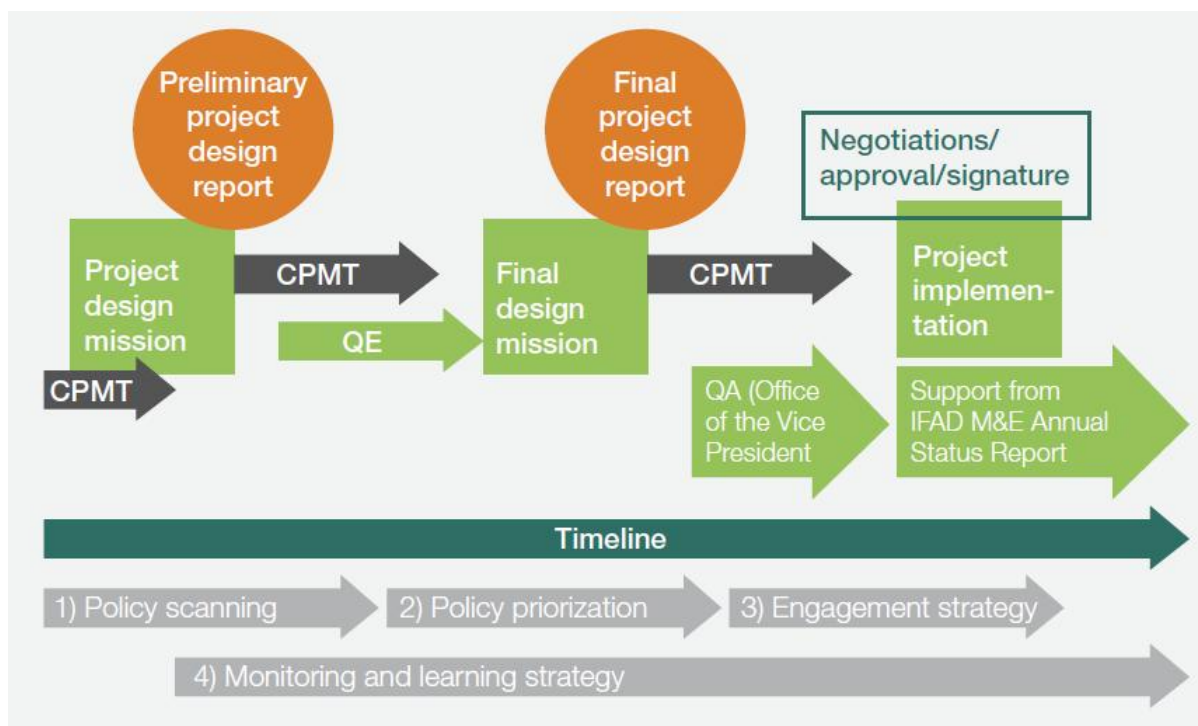 Preliminary
project
design
report
Final
project
design
report
Negotiations/
approval/signature
Project
design
mission
CPMT
QE
Final
design
mission
CPMT
Project
implemen-
tation
CPMT
QA (Office
of the Vice
President
Support from
IFAD M&E Annual
Status Report
Timeline
1) Policy scanning
2) Policy priorization
3) Engagement strategy
4) Monitoring and learning strategy